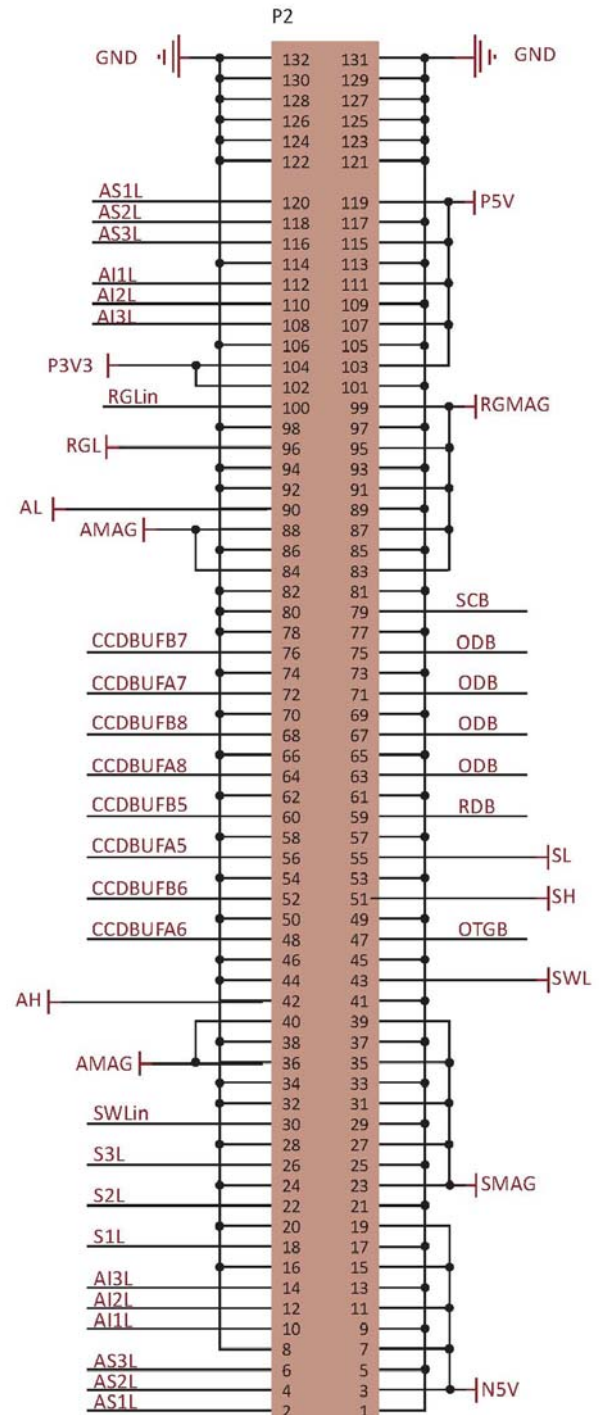 P2
GND 132 131 GND
130 129
128 127
126 125
124 123
122 121
AS1L 120 119 P5V
AS2L 118 117
AS3L 116 115
114 113
AI1L 112 111
AI2L 110 109
AI3L 108 107
106 105
P3V3 104 103
102 101
RGLin 100 99 RGMAG
98 97
RGL 96 95
94 93
92 91
AL 90 89
AMAG 88 87
86 85
84 83
82 81
80 79 SCB
78 77
CCDBUFB7 76 75 ODB
74 73
CCDBUFA7 72 71 ODB
70 69
CCDBUFB8 68 67 ODB
66 65
CCDBUFA8 64 63 ODB
62 61
CCDBUFB5 60 59 RDB
58 57
CCDBUFA5 56 55 SL
54 53
CCDBUFB6 52 51 SH
50 49
CCDBUFA6 48 47 OTGB
46 45
44 43 SWL
AH 42 41
40 39
38 37
AMAG 36 35
34 33
32 31
SWLin 30 29
28 27
S3L 26 25
24 23 SMAG
S2L 22 21
20 19
S1L 18 17
16 15
AI3L 14 13
AI2L 12 11
AI1L 10 9
8 7
AS3L 6 5
AS2L 4 3 N5V
AS1L 2 1